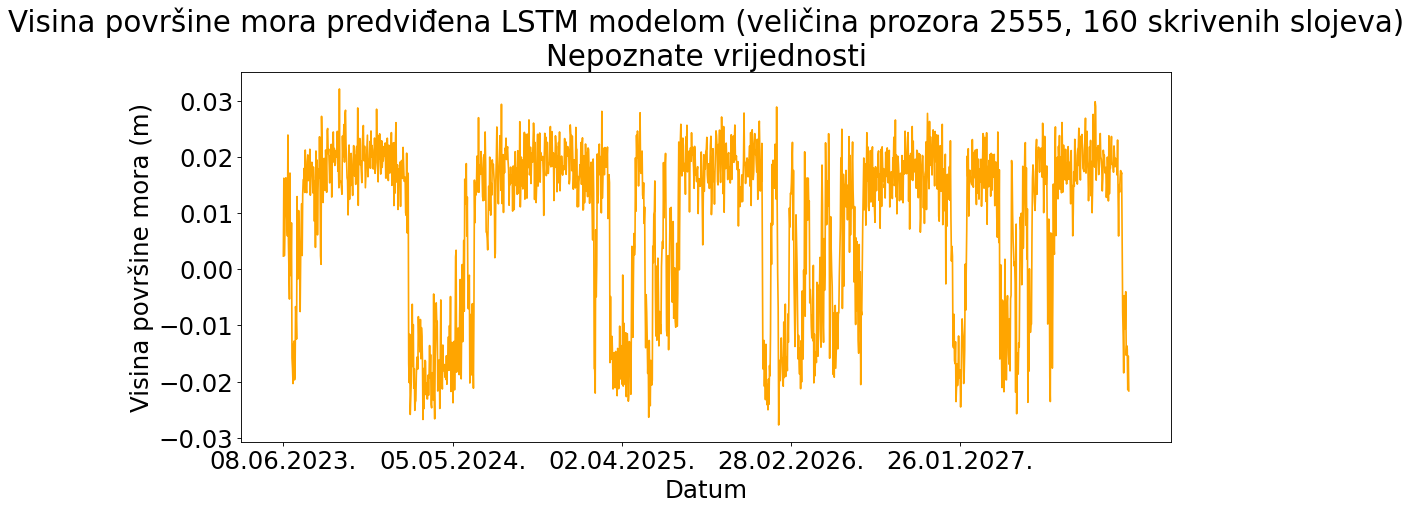 Visina površine mora predviđena LSTM modelom (veličina prozora 2555, 160 skrivenih slojeva)
Nepoznate vrijednosti
Visina površine mora (m)
0.03
0.02
0.01
0.00
−0.01
−0.02
−0.03
08.06.2023. 05.05.2024. 02.04.2025. 28.02.2026. 26.01.2027.
Datum